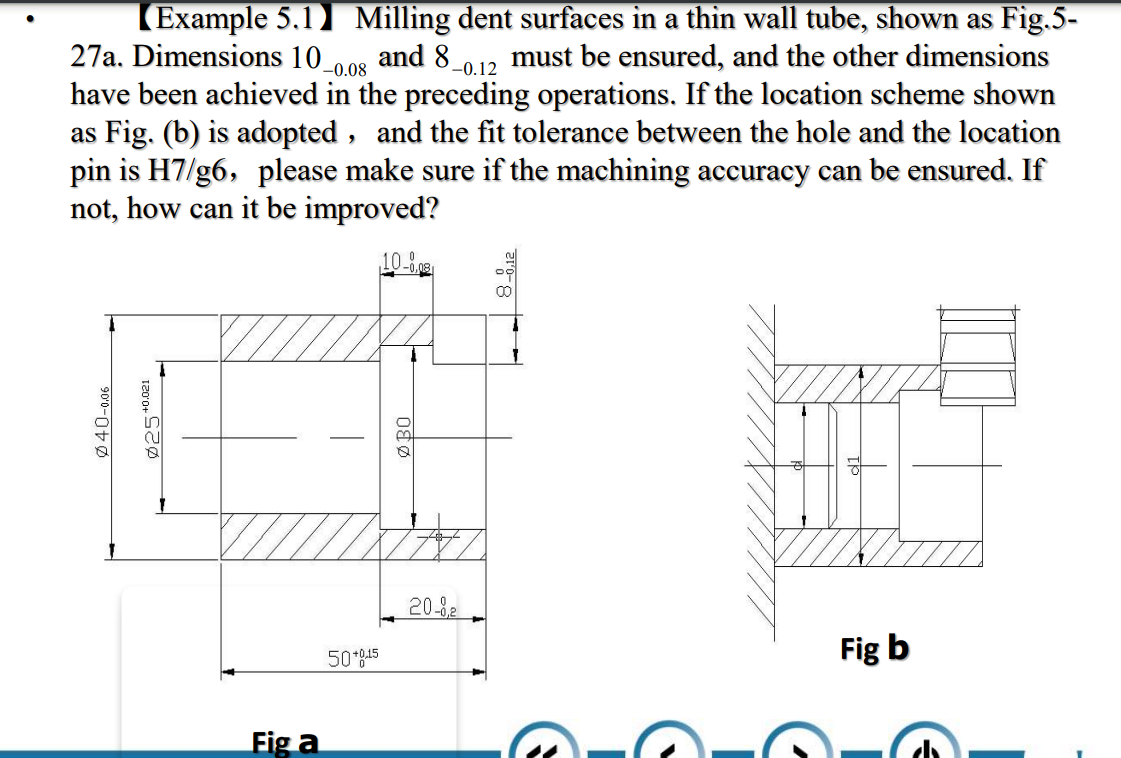 • 【Example 5.1】 Milling dent surfaces in a thin wall tube, shown as Fig.5-
27a. Dimensions 10 -0.08 and 8 -0.12 must be ensured, and the other dimensions
have been achieved in the preceding operations. If the location scheme shown
as Fig. (b) is adopted , and the fit tolerance between the hole and the location
pin is H7/g6, please make sure if the machining accuracy can be ensured. If
not, how can it be improved?
10 0 -0,08
8 0 -0,12
Ø40-0.06
Ø25+0.021
Ø30
20 0 -0,2
50 +0,15 0
Fig a
d
d1
Fig b